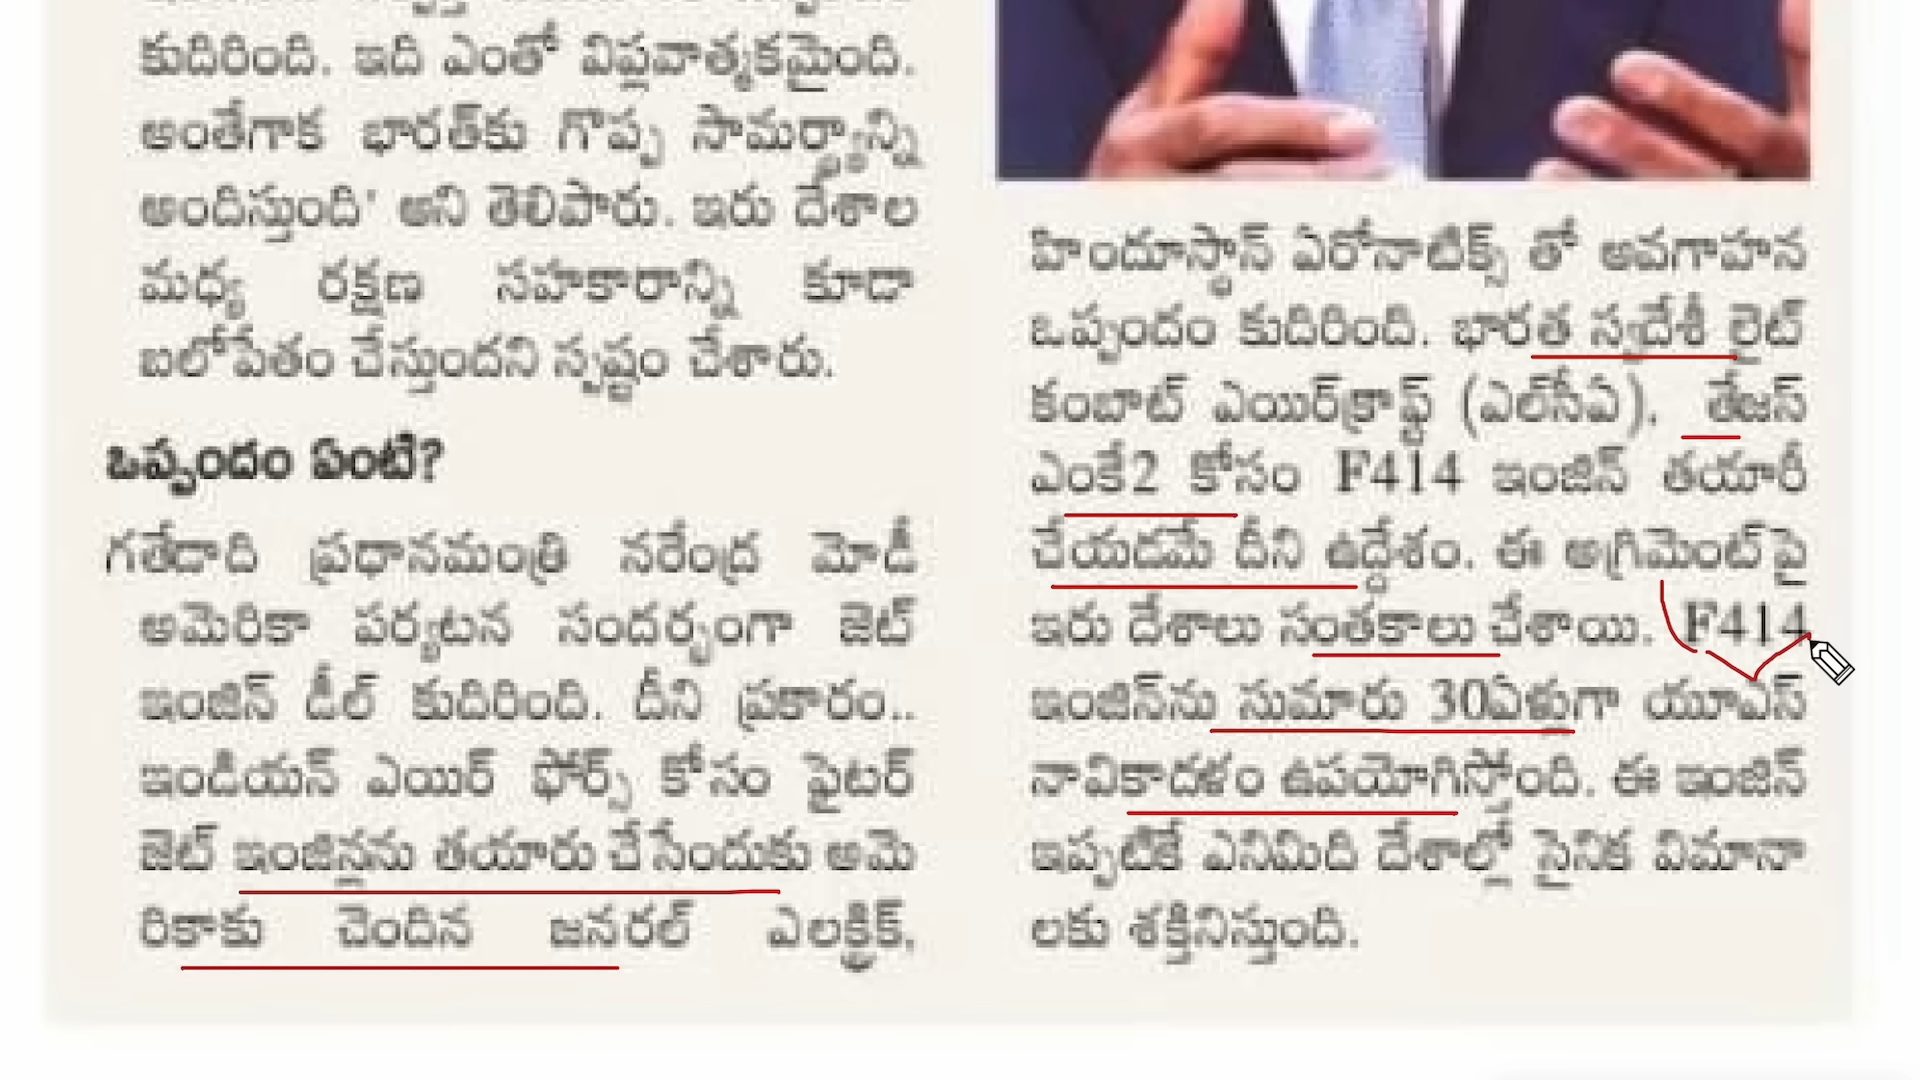 కుదిరింది. ఇది ఎంతో విప్లవాత్మకమైంది.
అంతేగాక భారత్‌కు గొప్ప సామర్థ్యాన్ని
అందిస్తుంది' అని తెలిపారు. ఇరు దేశాల
మధ్య రక్షణ సహకారాన్ని కూడా
బలోపేతం చేస్తుందని స్పష్టం చేశారు.
ఒప్పందం ఏంటి?
గతేడాది ప్రధానమంత్రి నరేంద్ర మోడీ
అమెరికా పర్యటన సందర్భంగా జెట్
ఇంజిన్ డీల్ కుదిరింది. దీని ప్రకారం..
ఇండియన్ ఎయిర్ ఫోర్స్ కోసం ఫైటర్
జెట్ ఇంజిన్లను తయారు చేసేందుకు అమె
రికాకు చెందిన జనరల్ ఎలక్ట్రిక్,
హిందూస్థాన్ ఏరోనాటిక్స్ తో అవగాహన
ఒప్పందం కుదిరింది. భారత స్వదేశీ లైట్
కంబాట్ ఎయిర్‌క్రాఫ్ట్ (ఎల్‌సీఏ). తేజస్
ఎంకే2 కోసం F414 ఇంజిన్ తయారీ
చేయడమే దీని ఉద్దేశం. ఈ అగ్రిమెంట్‌పై
ఇరు దేశాలు సంతకాలు చేశాయి. F414
ఇంజిన్‌ను సుమారు 30ఏళ్లుగా యూఎస్
నావికాదళం ఉపయోగిస్తోంది. ఈ ఇంజిన్
ఇప్పటికే ఎనిమిది దేశాల్లో సైనిక విమానా
లకు శక్తినిస్తుంది.